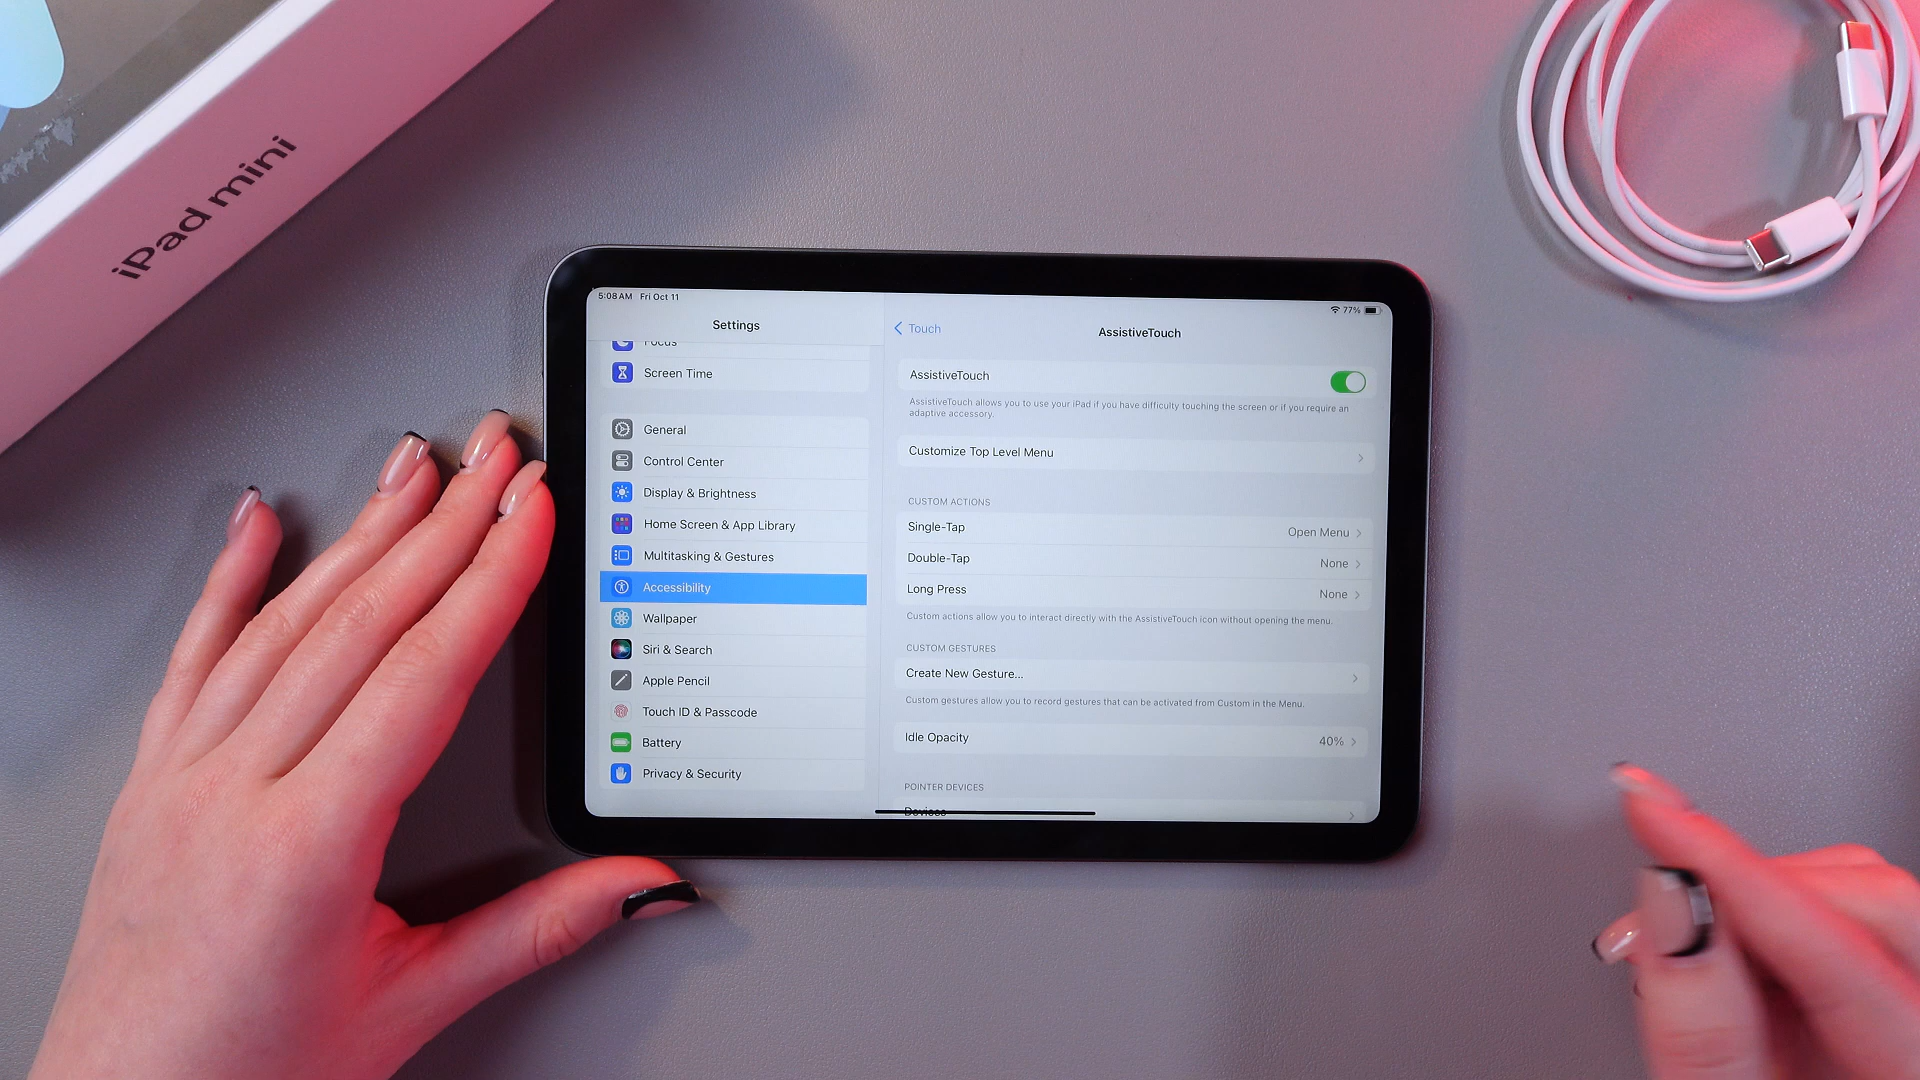 iPad mini
5:08 AM Fri Oct 11
77%
Settings
Focus
Screen Time
General
Control Center
Display & Brightness
Home Screen & App Library
Multitasking & Gestures
Accessibility
Wallpaper
Siri & Search
Apple Pencil
Touch ID & Passcode
Battery
Privacy & Security
Touch
AssistiveTouch
AssistiveTouch
AssistiveTouch allows you to use your iPad if you have difficulty touching the screen or if you require an
adaptive accessory.
Customize Top Level Menu
CUSTOM ACTIONS
Single-Tap Open Menu
Double-Tap None
Long Press None
Custom actions allow you to interact directly with the AssistiveTouch icon without opening the menu.
CUSTOM GESTURES
Create New Gesture...
Custom gestures allow you to record gestures that can be activated from Custom in the Menu.
Idle Opacity 40%
POINTER DEVICES
Devices